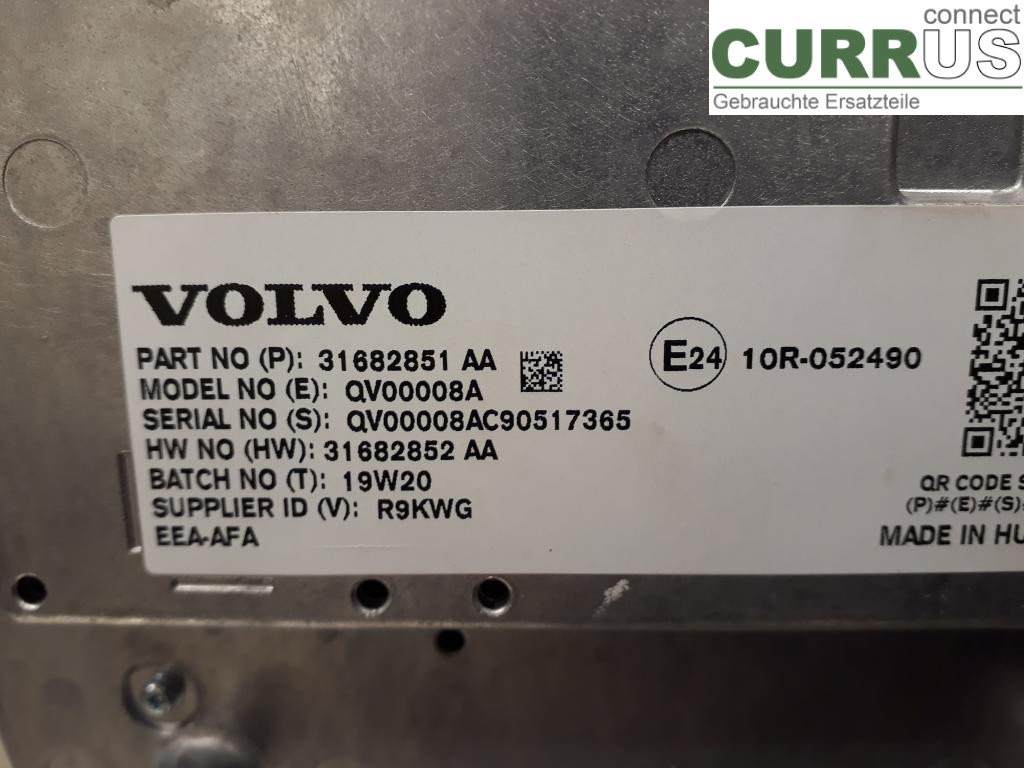 connect
CURRUS
Gebrauchte Ersatzteile
VOLVO
PART NO (P): 31682851 AA
MODEL NO (E): QV00008A
SERIAL NO (S): QV00008AC90517365
HW NO (HW): 31682852 AA
BATCH NO (T): 19W20
SUPPLIER ID (V): R9KWG
EEA-AFA
E24 10R-052490
QR CODE S
(P)#(E)#(S)
MADE IN HU